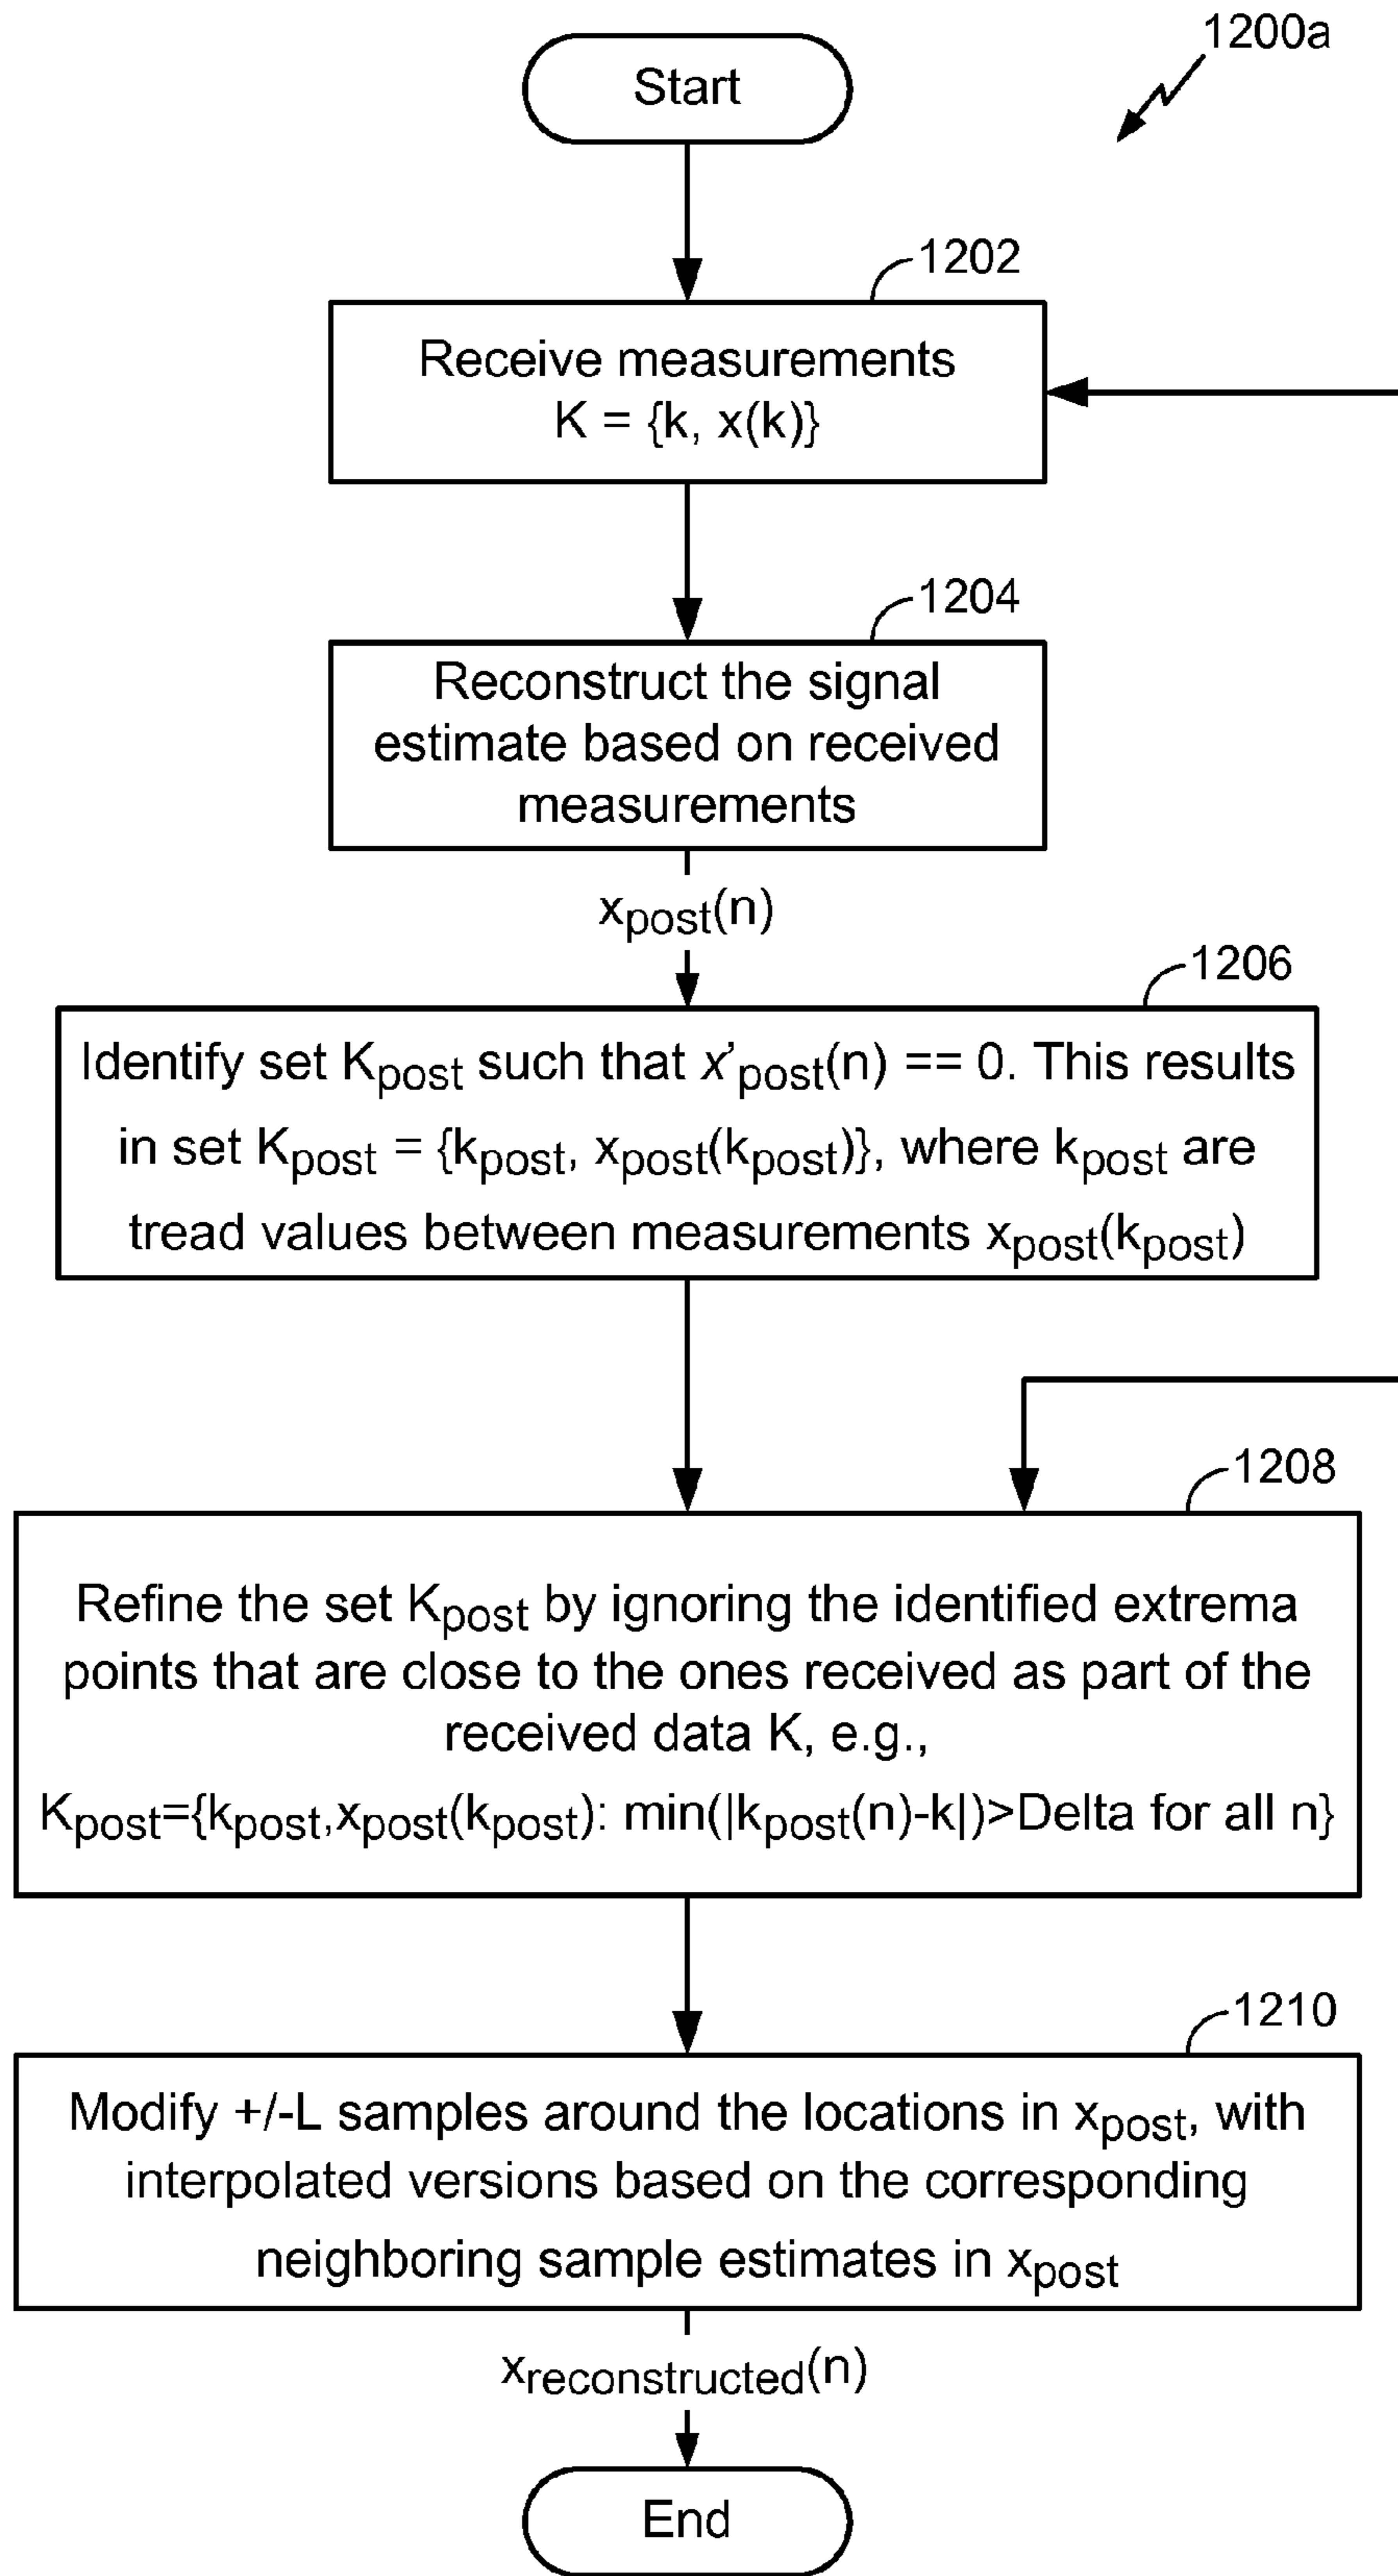 1200a
Start
1202
Receive measurements
K = {k, x(k)}
1204
Reconstruct the signal
estimate based on received
measurements
xpost(n)
1206
Identify set Kpost such that x'post(n) == 0. This results
in set Kpost = {kpost, xpost(kpost)}, where kpost are
tread values between measurements xpost(kpost)
1208
Refine the set Kpost by ignoring the identified extrema
points that are close to the ones received as part of the
received data K, e.g.,
Kpost={kpost,xpost(kpost): min(|kpost(n)-k|)>Delta for all n}
1210
Modify +/-L samples around the locations in xpost, with
interpolated versions based on the corresponding
neighboring sample estimates in xpost
xreconstructed(n)
End